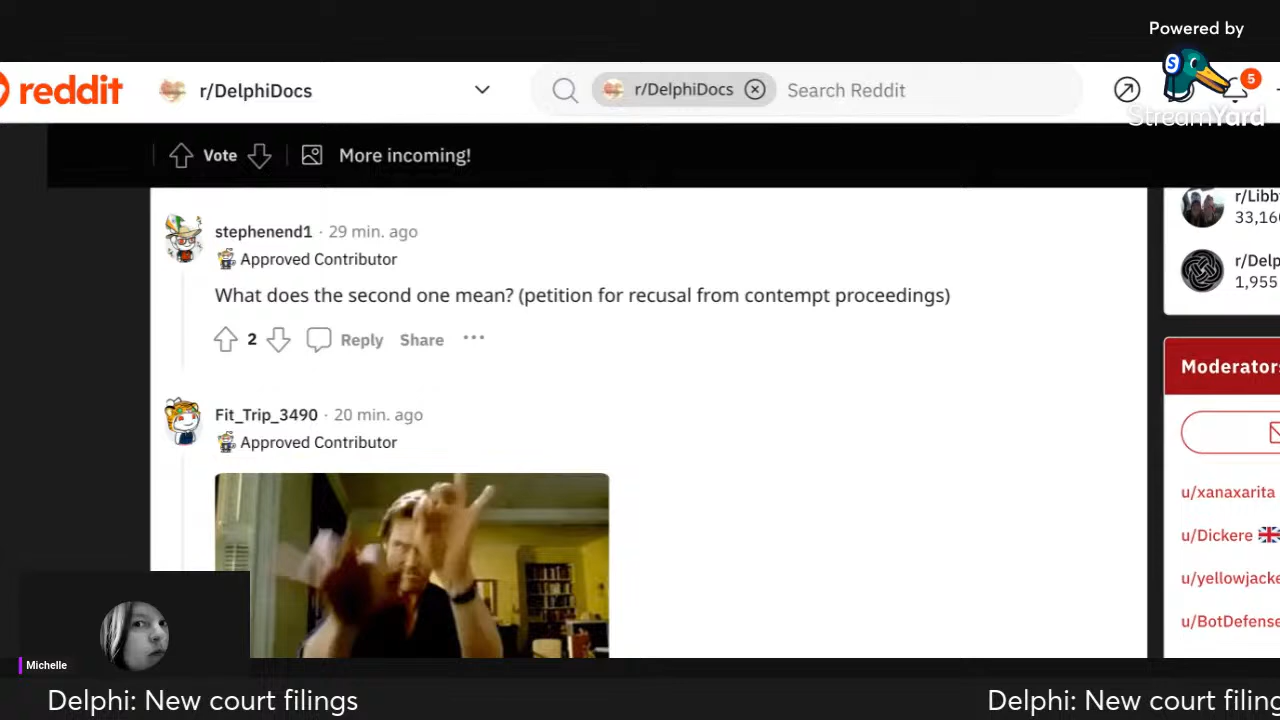 Powered by
StreamYard
reddit
r/DelphiDocs
r/DelphiDocs
Search Reddit
5
Vote
More incoming!
stephenend1 · 29 min. ago
Approved Contributor
What does the second one mean? (petition for recusal from contempt proceedings)
2
Reply
Share
Fit_Trip_3490 · 20 min. ago
Approved Contributor
r/Libb
33,16
r/Delp
1,955
Moderator
u/xanaxarita
u/Dickere
u/yellowjacke
u/BotDefense
Michelle
Delphi: New court filings
Delphi: New court filing